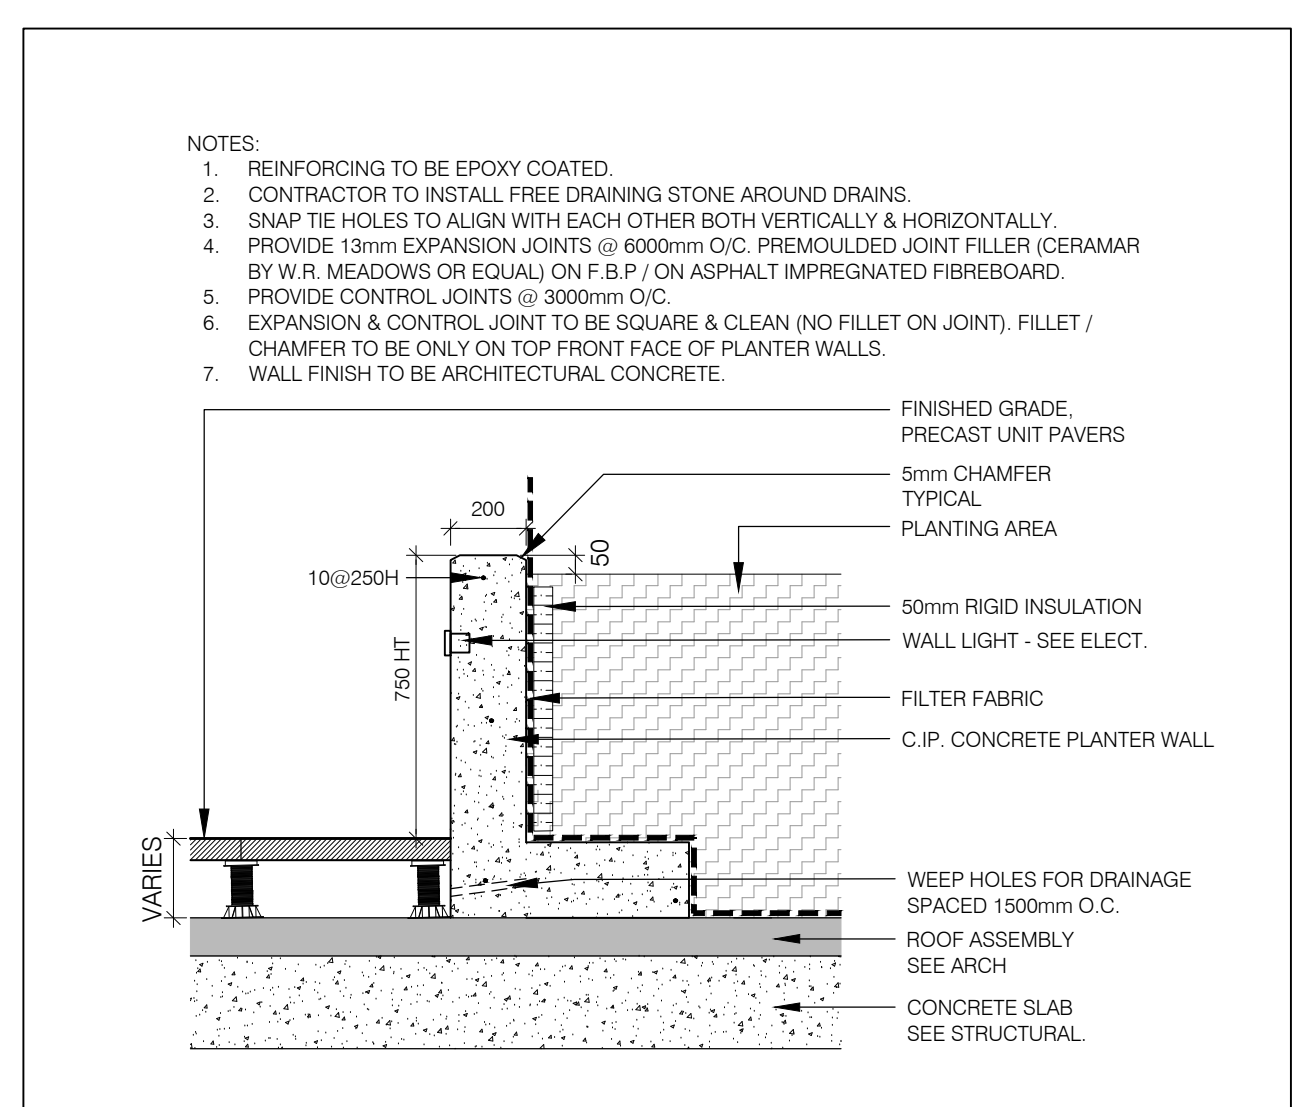 NOTES:
1. REINFORCING TO BE EPOXY COATED.
2. CONTRACTOR TO INSTALL FREE DRAINING STONE AROUND DRAINS.
3. SNAP TIE HOLES TO ALIGN WITH EACH OTHER BOTH VERTICALLY & HORIZONTALLY.
4. PROVIDE 13mm EXPANSION JOINTS @ 6000mm O/C. PREMOULDED JOINT FILLER (CERAMAR
BY W.R. MEADOWS OR EQUAL) ON F.B.P / ON ASPHALT IMPREGNATED FIBREBOARD.
5. PROVIDE CONTROL JOINTS @ 3000mm O/C.
6. EXPANSION & CONTROL JOINT TO BE SQUARE & CLEAN (NO FILLET ON JOINT). FILLET /
CHAMFER TO BE ONLY ON TOP FRONT FACE OF PLANTER WALLS.
7. WALL FINISH TO BE ARCHITECTURAL CONCRETE.
FINISHED GRADE,
PRECAST UNIT PAVERS
5mm CHAMFER
TYPICAL
200
PLANTING AREA
50
10@250H
50mm RIGID INSULATION
WALL LIGHT - SEE ELECT.
750 HT
FILTER FABRIC
C.IP. CONCRETE PLANTER WALL
VARIES
WEEP HOLES FOR DRAINAGE
SPACED 1500mm O.C.
ROOF ASSEMBLY
SEE ARCH
CONCRETE SLAB
SEE STRUCTURAL.